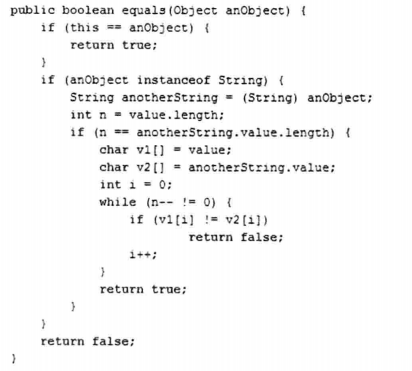 public boolean equals(Object anObject) {
if (this == anObject) {
return true;
}
if (anObject instanceof String) {
String anotherString = (String) anObject;
int n = value.length;
if (n == anotherString.value.length) {
char v1[] = value;
char v2[] = anotherString.value;
int i = 0;
while (n-- != 0) {
if (v1[i] != v2[i])
return false;
i++;
}
return true;
}
}
return false;
}